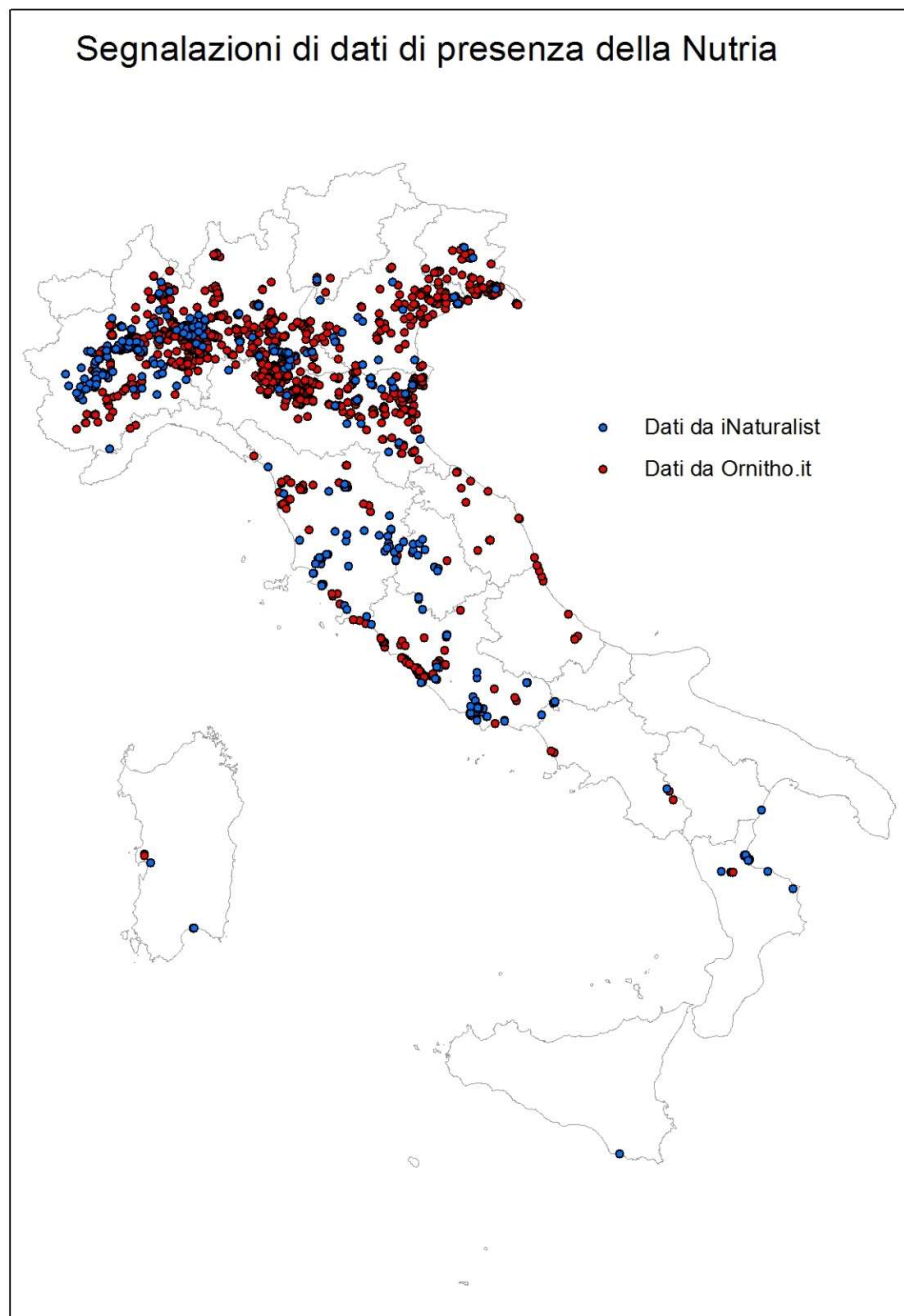 Segnalazioni di dati di presenza della Nutria
Dati da iNaturalist
Dati da Ornitho.it